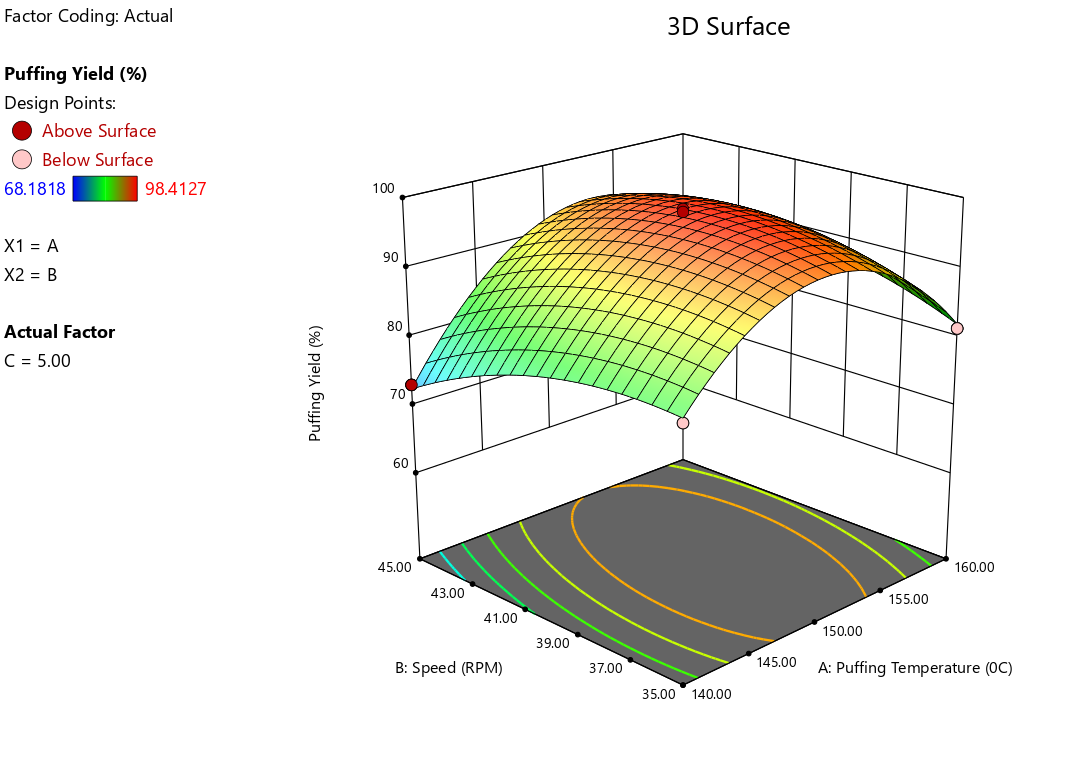 Factor Coding: Actual
3D Surface
Puffing Yield (%)
Design Points:
Above Surface
Below Surface
68.1818 98.4127
X1 = A
X2 = B
Actual Factor
C = 5.00
100
90
80
70
60
Puffing Yield (%)
45.00
43.00
41.00
39.00
37.00
35.00
B: Speed (RPM)
140.00
145.00
150.00
155.00
160.00
A: Puffing Temperature (0C)